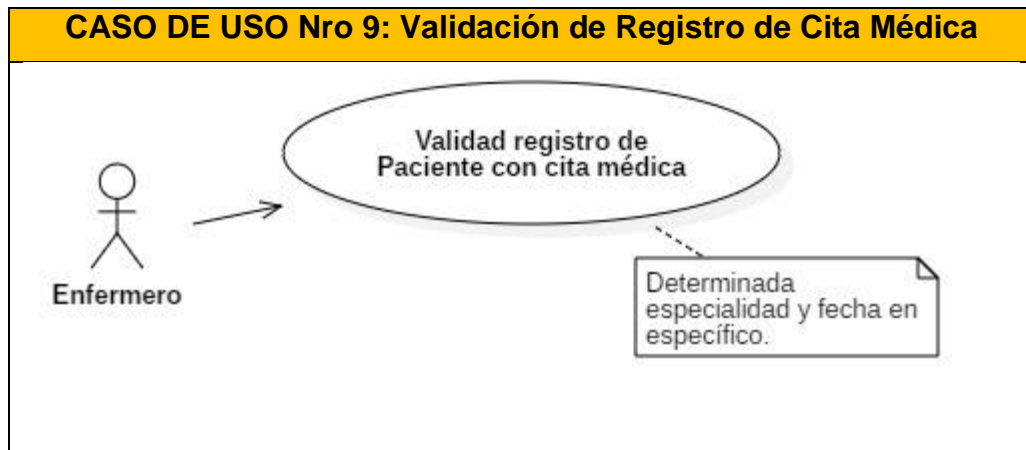 CASO DE USO Nro 9: Validación de Registro de Cita Médica
Validad registro de
Paciente con cita médica
Enfermero
Determinada
especialidad y fecha en
específico.